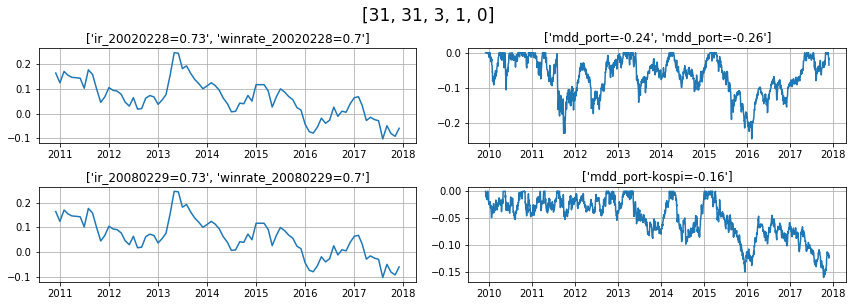 [31, 31, 3, 1, 0]
['ir_20020228=0.73', 'winrate_20020228=0.7']
0.2
0.1
0.0
−0.1
2011 2012 2013 2014 2015 2016 2017 2018
['mdd_port=-0.24', 'mdd_port=-0.26']
0.0
−0.1
−0.2
2010 2011 2012 2013 2014 2015 2016 2017 2018
['ir_20080229=0.73', 'winrate_20080229=0.7']
0.2
0.1
0.0
−0.1
2011 2012 2013 2014 2015 2016 2017 2018
['mdd_port-kospi=-0.16']
0.00
−0.05
−0.10
−0.15
2010 2011 2012 2013 2014 2015 2016 2017 2018